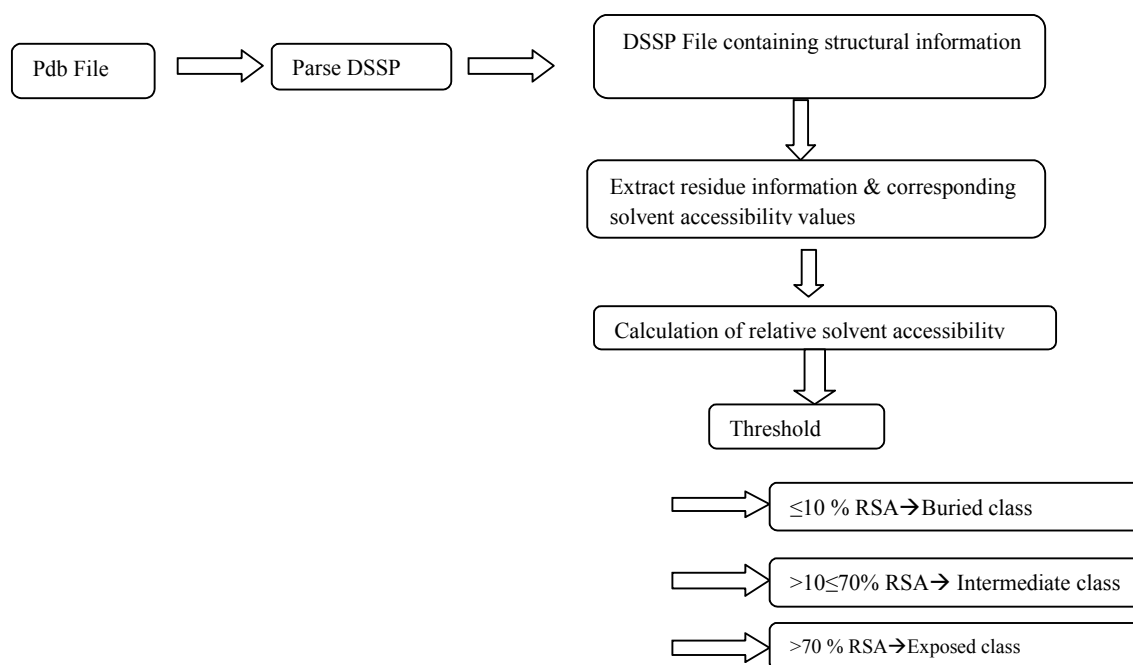 Pdb File
Parse DSSP
DSSP File containing structural information
Extract residue information & corresponding
solvent accessibility values
Calculation of relative solvent accessibility
Threshold
≤10 % RSA→Buried class
>10≤70% RSA→ Intermediate class
>70 % RSA→Exposed class